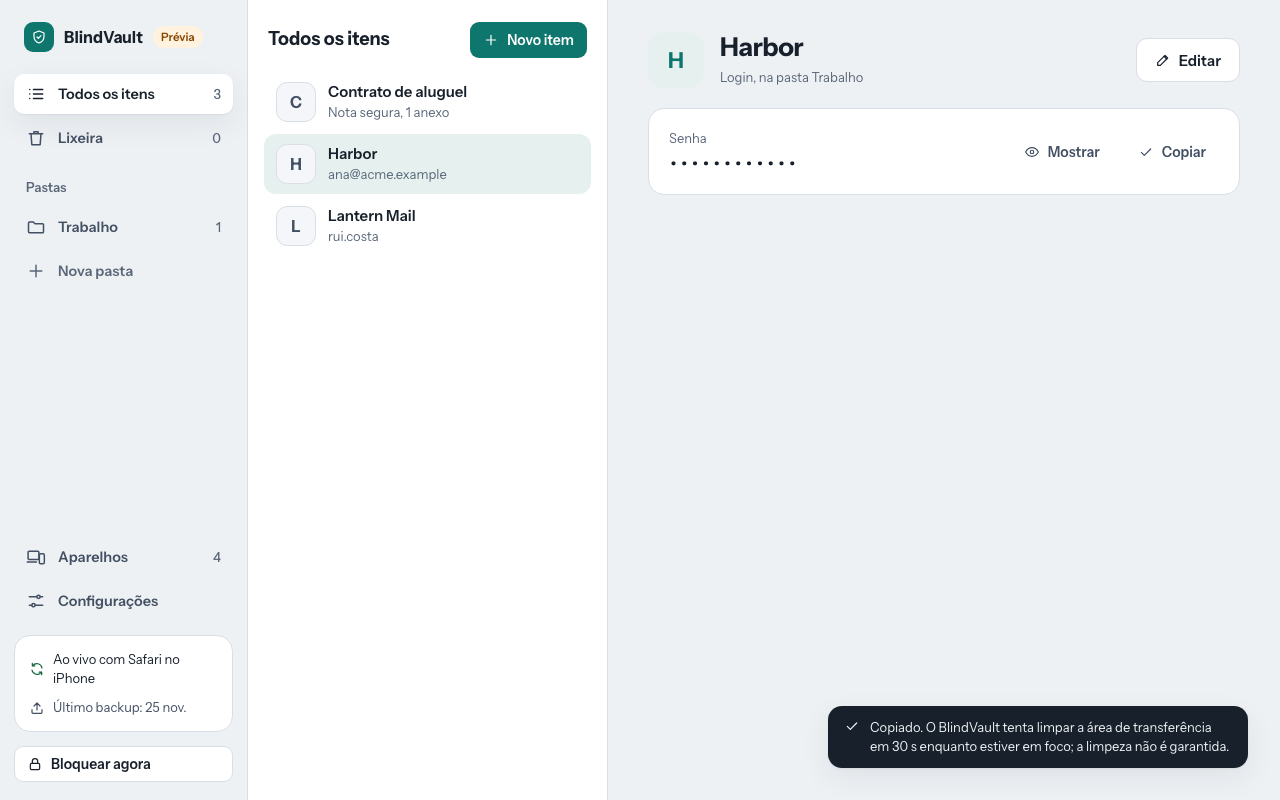 BlindVault Prévia
Todos os itens 3
Lixeira 0
Pastas
Trabalho 1
Nova pasta
Aparelhos 4
Configurações
Ao vivo com Safari no
iPhone
Último backup: 25 nov.
Bloquear agora
Todos os itens
Novo item
C
Contrato de aluguel
Nota segura, 1 anexo
H
Harbor
ana@acme.example
L
Lantern Mail
rui.costa
H
Harbor
Login, na pasta Trabalho
Editar
Senha
••••••••••••
Mostrar
Copiar
Copiado. O BlindVault tenta limpar a área de transferência
em 30 s enquanto estiver em foco; a limpeza não é garantida.